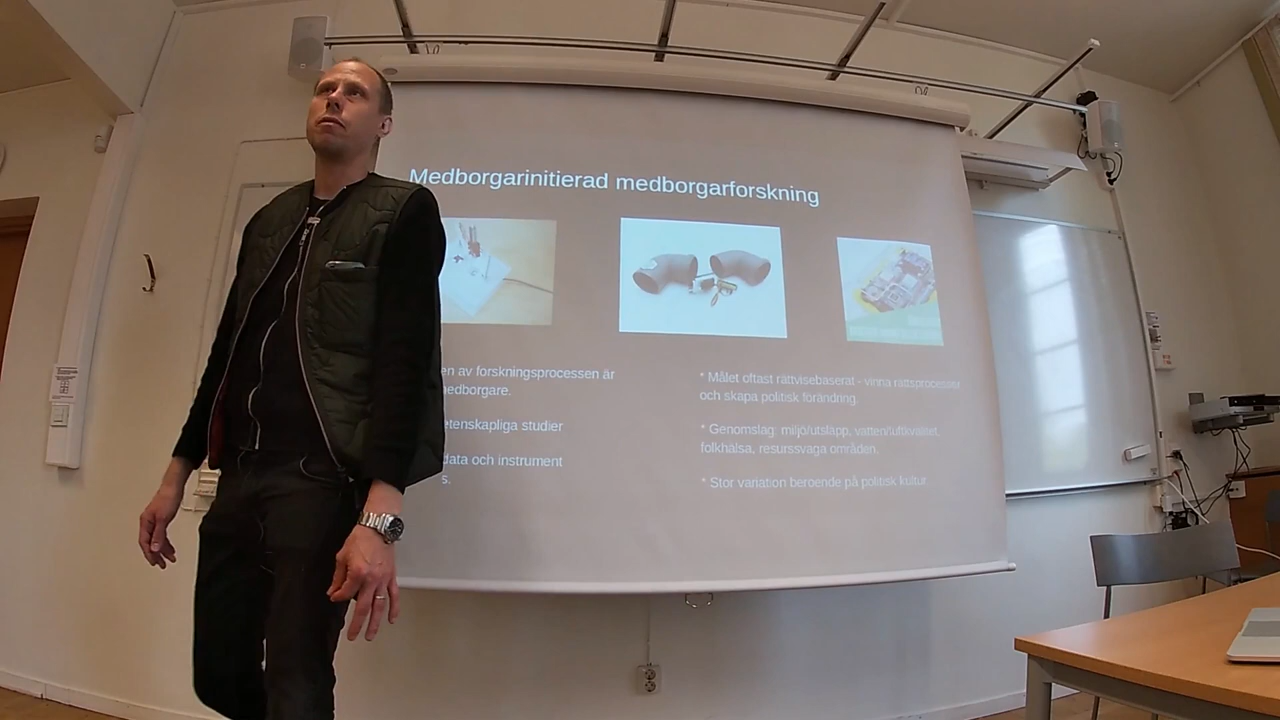 Medborgarinitierad medborgarforskning
en av forskningsprocessen är
medborgare.
etenskapliga studier
data och instrument
s.
* Målet oftast rättvisebaserat - vinna rättsprocesser
och skapa politisk förändring.
* Genomslag: miljö/utsläpp, vatten/luftkvalitet,
folkhälsa, resurssvaga områden.
* Stor variation beroende på politisk kultur.